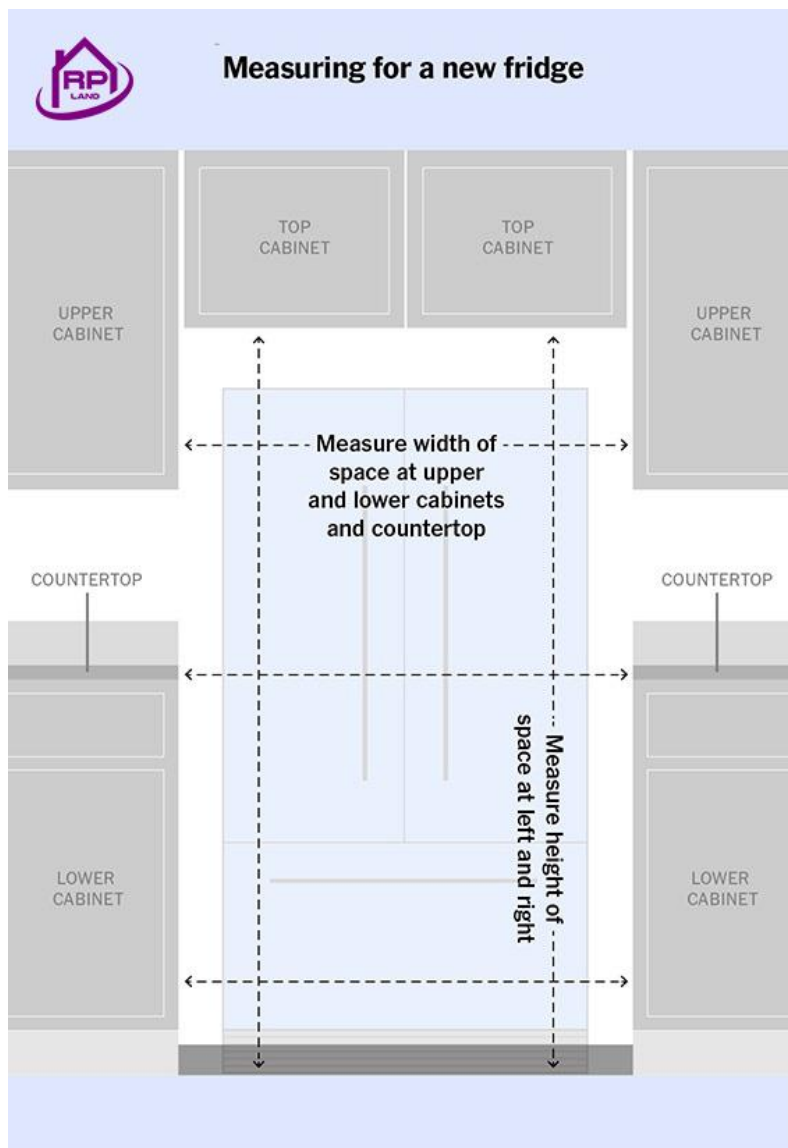 RP
LAND
Measuring for a new fridge
TOP
CABINET
TOP
CABINET
UPPER
CABINET
UPPER
CABINET
Measure width of
space at upper
and lower cabinets
and countertop
COUNTERTOP
COUNTERTOP
Measure height of
space at left and right
LOWER
CABINET
LOWER
CABINET